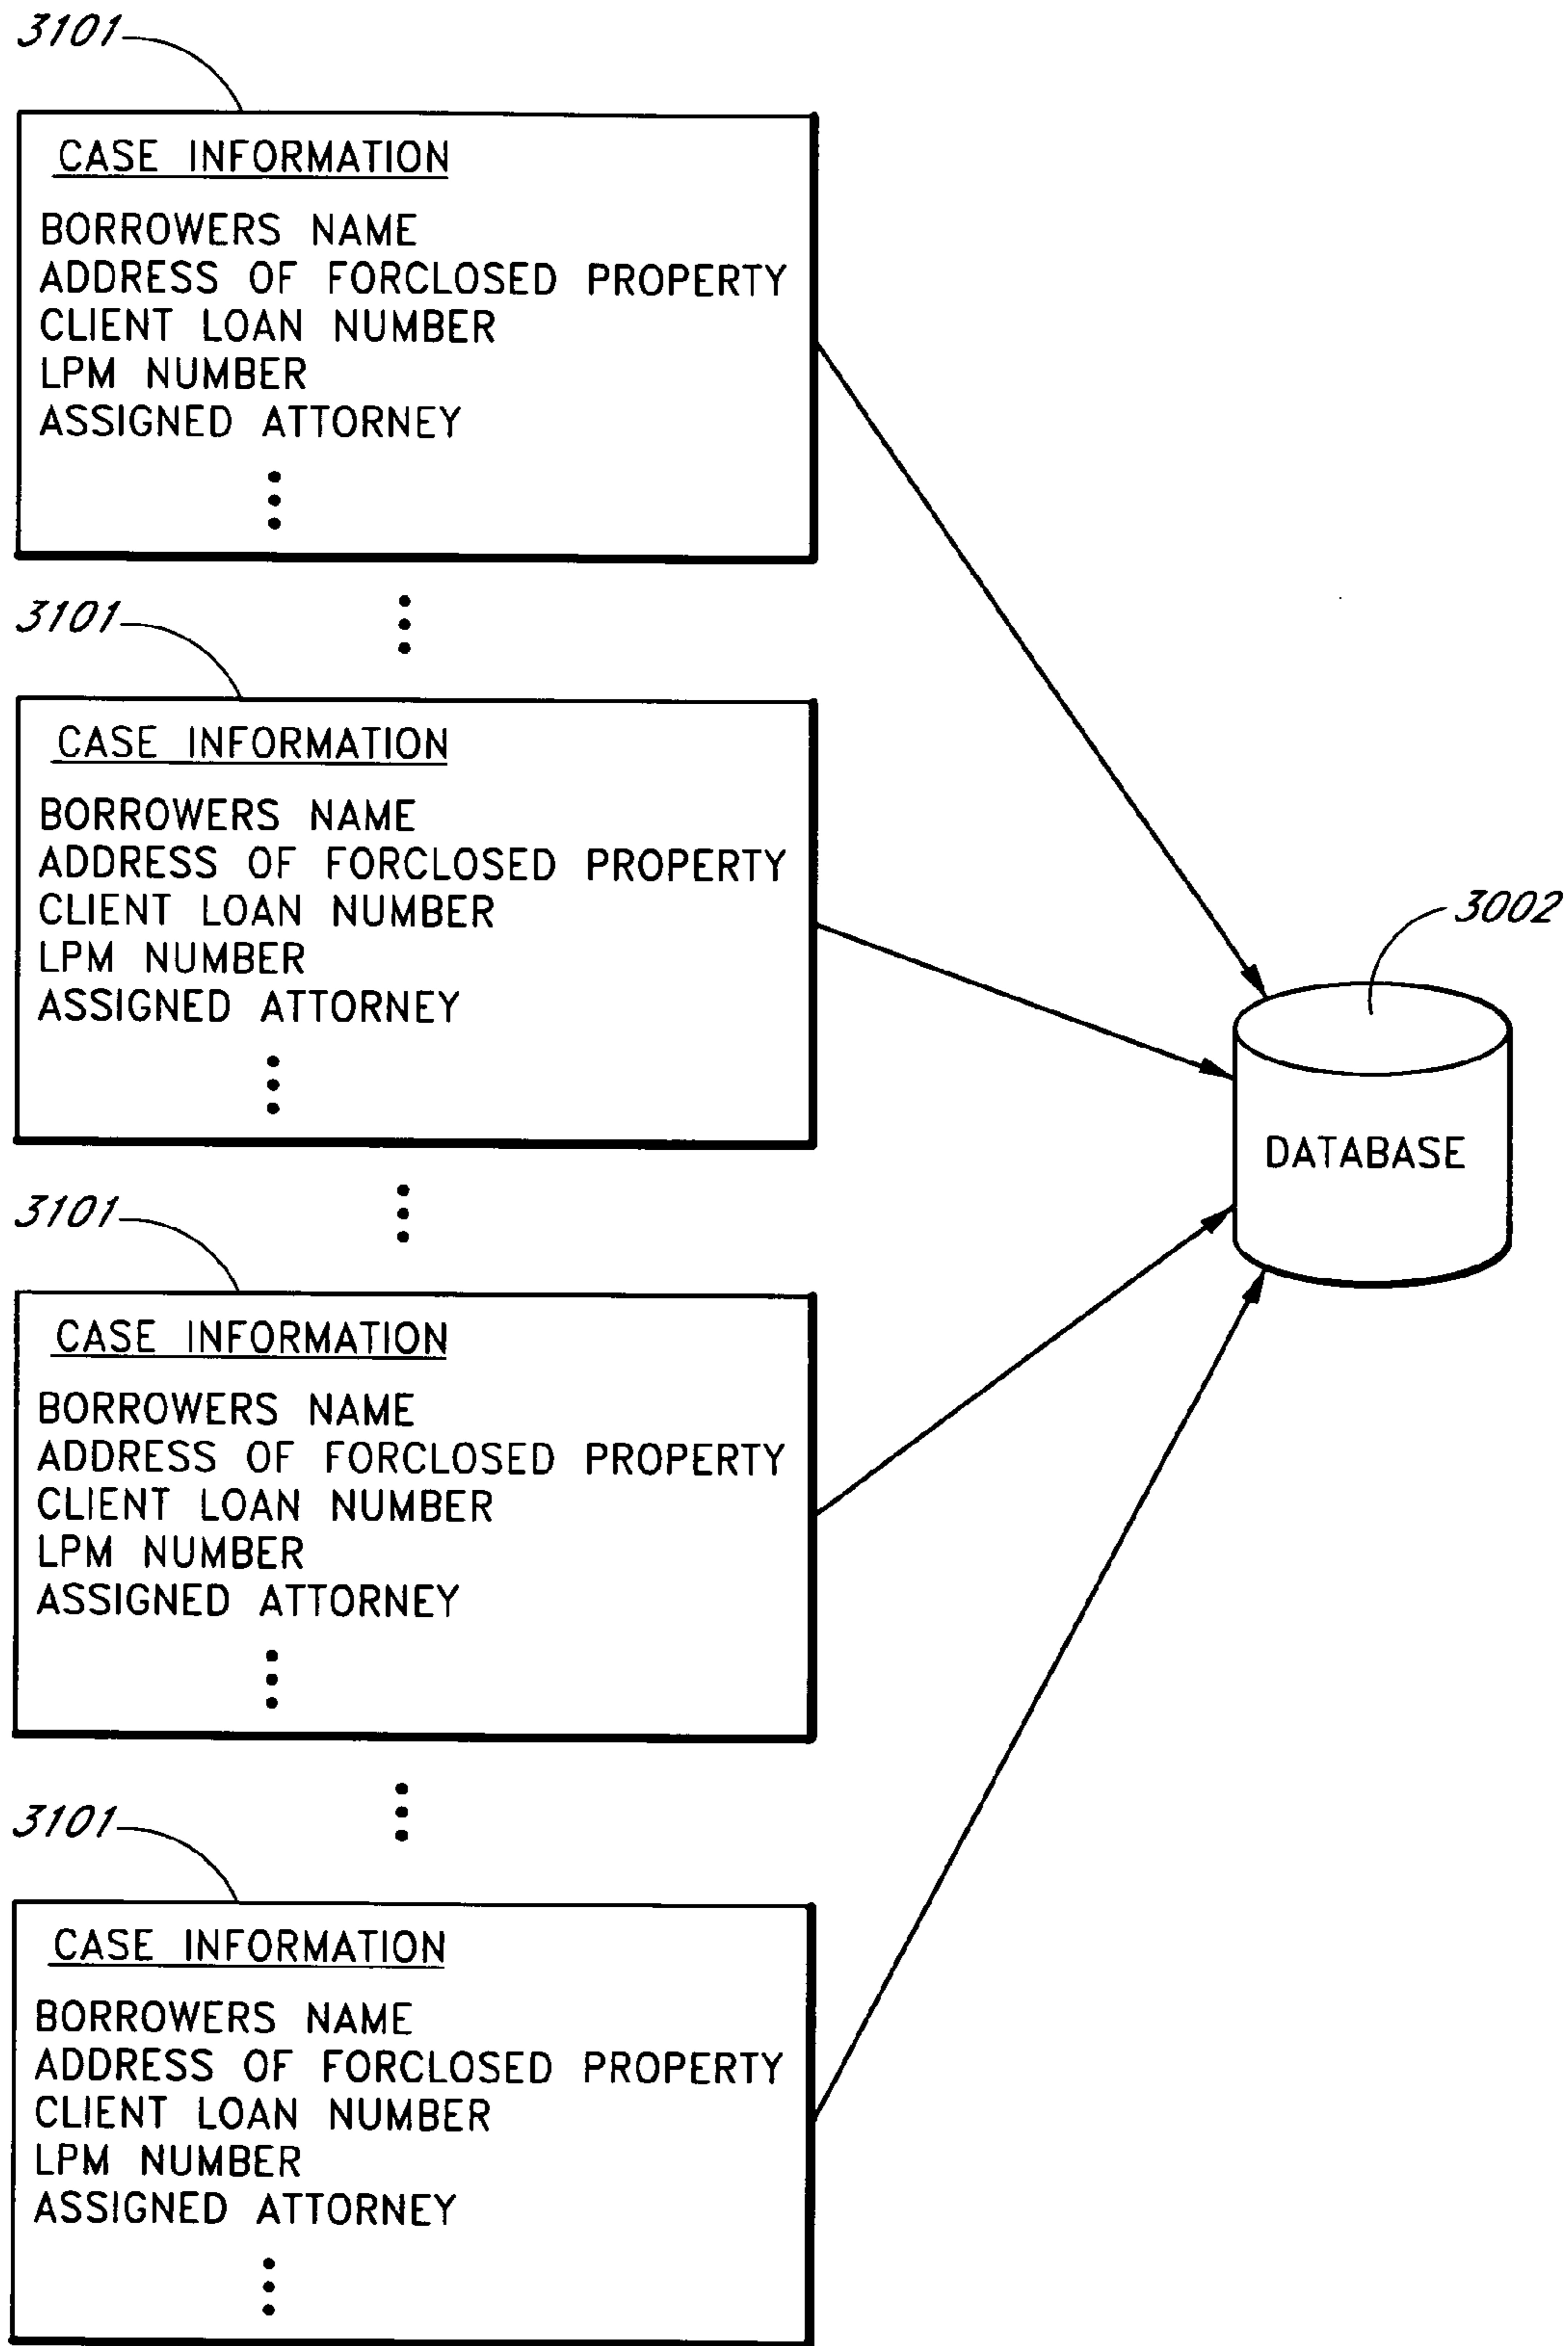 3101
CASE INFORMATION
BORROWERS NAME
ADDRESS OF FORCLOSED PROPERTY
CLIENT LOAN NUMBER
LPM NUMBER
ASSIGNED ATTORNEY
3101
CASE INFORMATION
BORROWERS NAME
ADDRESS OF FORCLOSED PROPERTY
CLIENT LOAN NUMBER
LPM NUMBER
ASSIGNED ATTORNEY
3002
DATABASE
3101
CASE INFORMATION
BORROWERS NAME
ADDRESS OF FORCLOSED PROPERTY
CLIENT LOAN NUMBER
LPM NUMBER
ASSIGNED ATTORNEY
3101
CASE INFORMATION
BORROWERS NAME
ADDRESS OF FORCLOSED PROPERTY
CLIENT LOAN NUMBER
LPM NUMBER
ASSIGNED ATTORNEY